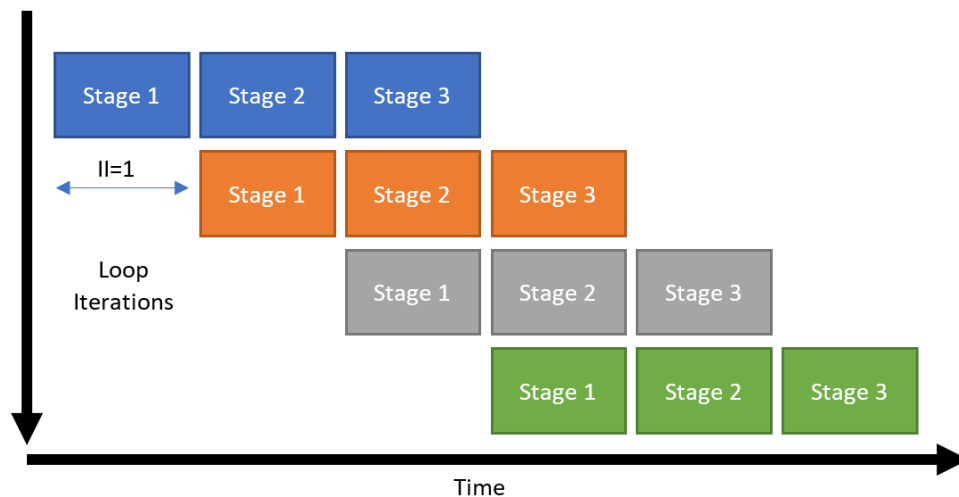 Stage 1
Stage 2
Stage 3
II=1
Stage 1
Stage 2
Stage 3
Loop
Iterations
Stage 1
Stage 2
Stage 3
Stage 1
Stage 2
Stage 3
Time